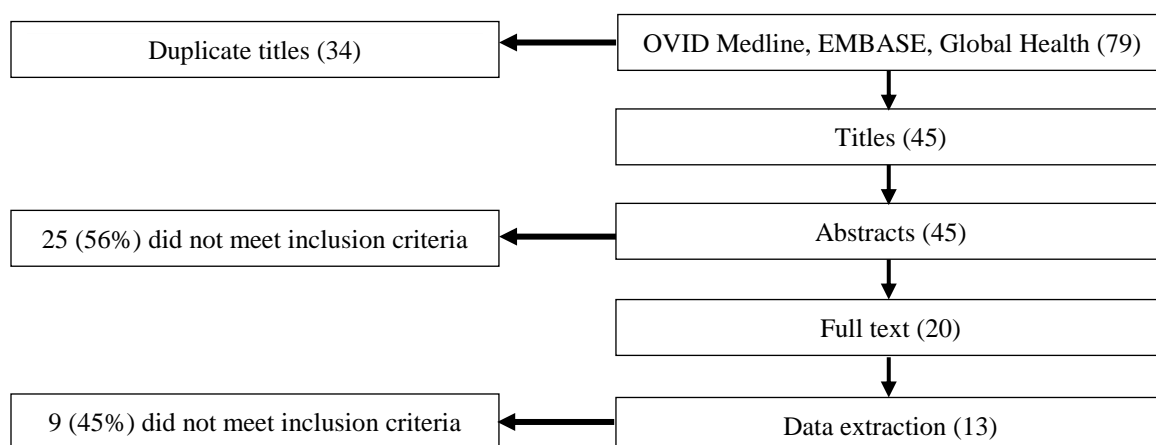 Duplicate titles (34)
OVID Medline, EMBASE, Global Health (79)
Titles (45)
25 (56%) did not meet inclusion criteria
Abstracts (45)
Full text (20)
9 (45%) did not meet inclusion criteria
Data extraction (13)